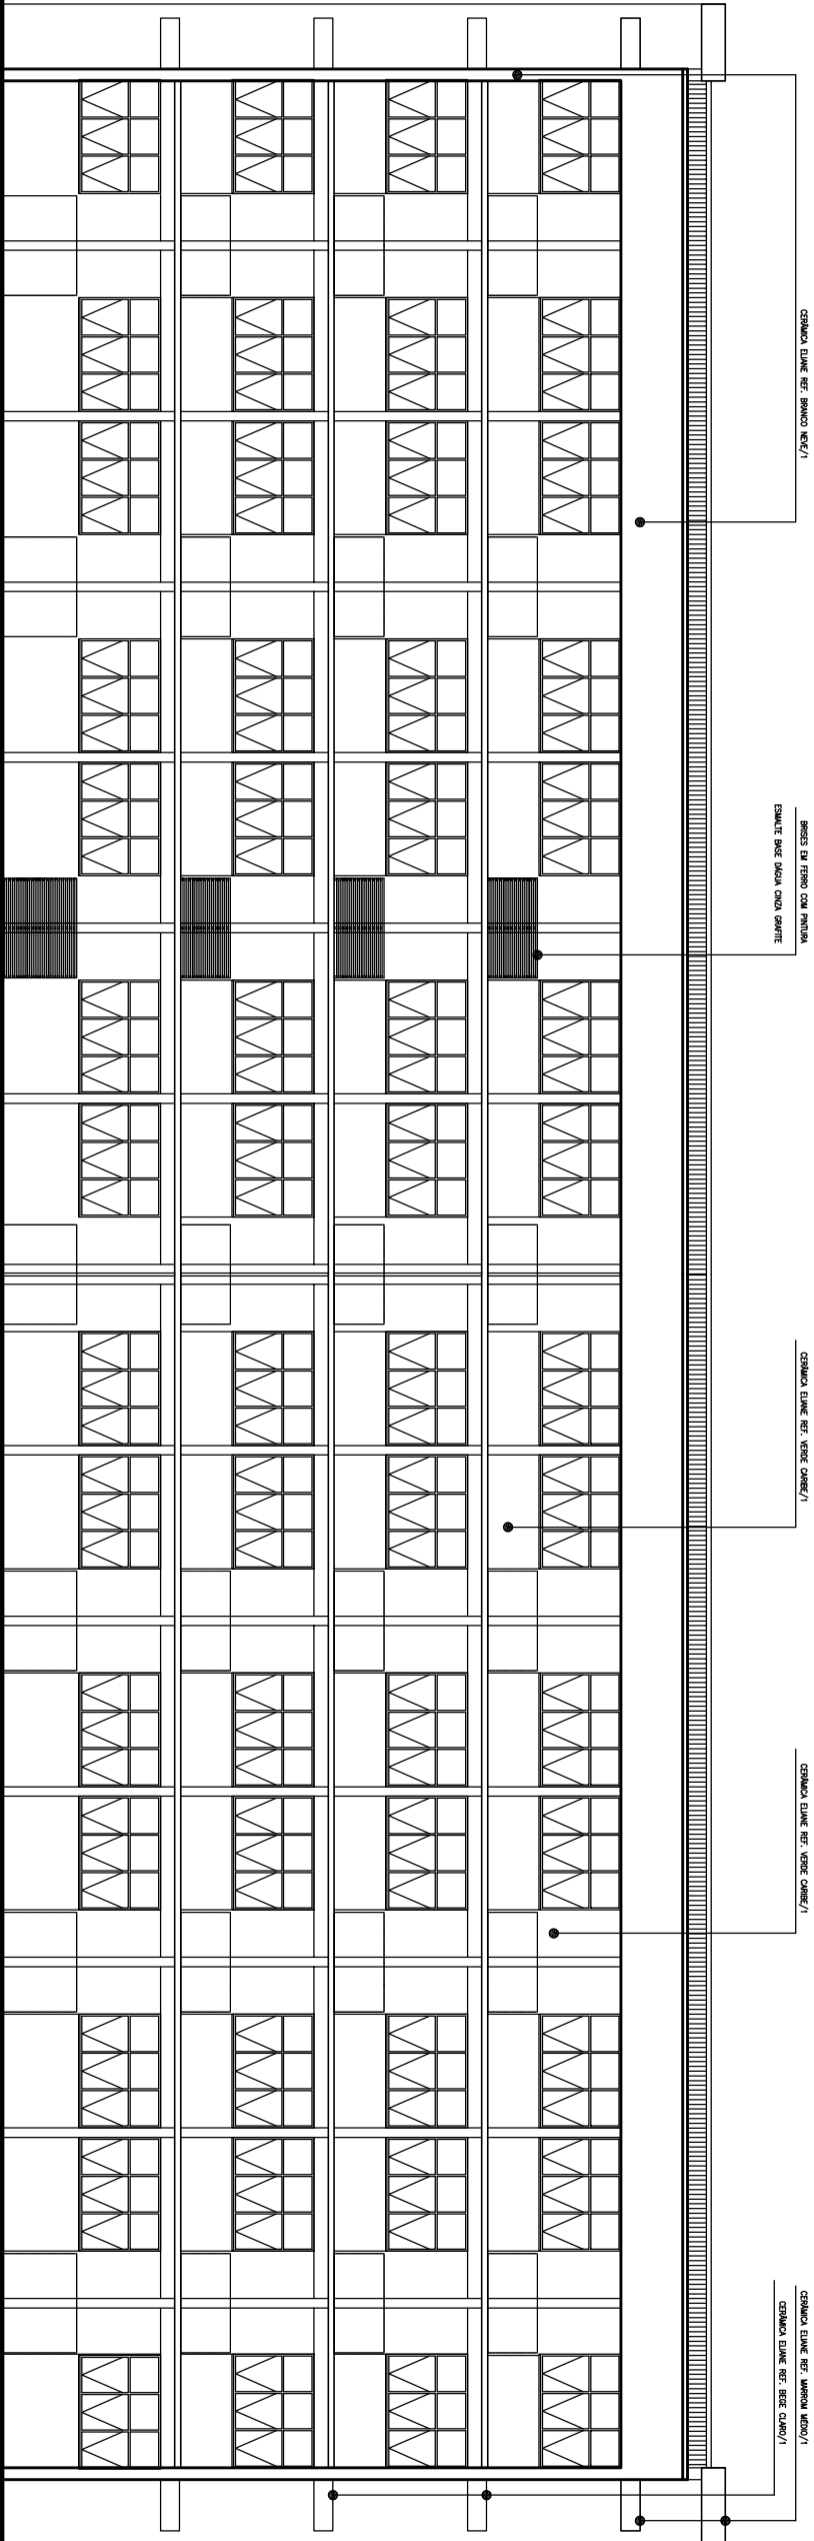 CERÂMICA ELIANE REF. BRANCO NEVE/1
BRISES EM FERRO COM PINTURA
ESMALTE BASE DÁGUA CINZA GRAFITE
CERÂMICA ELIANE REF. VERDE CARIBE/1
CERÂMICA ELIANE REF. VERDE CARIBE/1
CERÂMICA ELIANE REF. MARROM MÉDIO/1
CERÂMICA ELIANE REF. BEGE CLARO/1